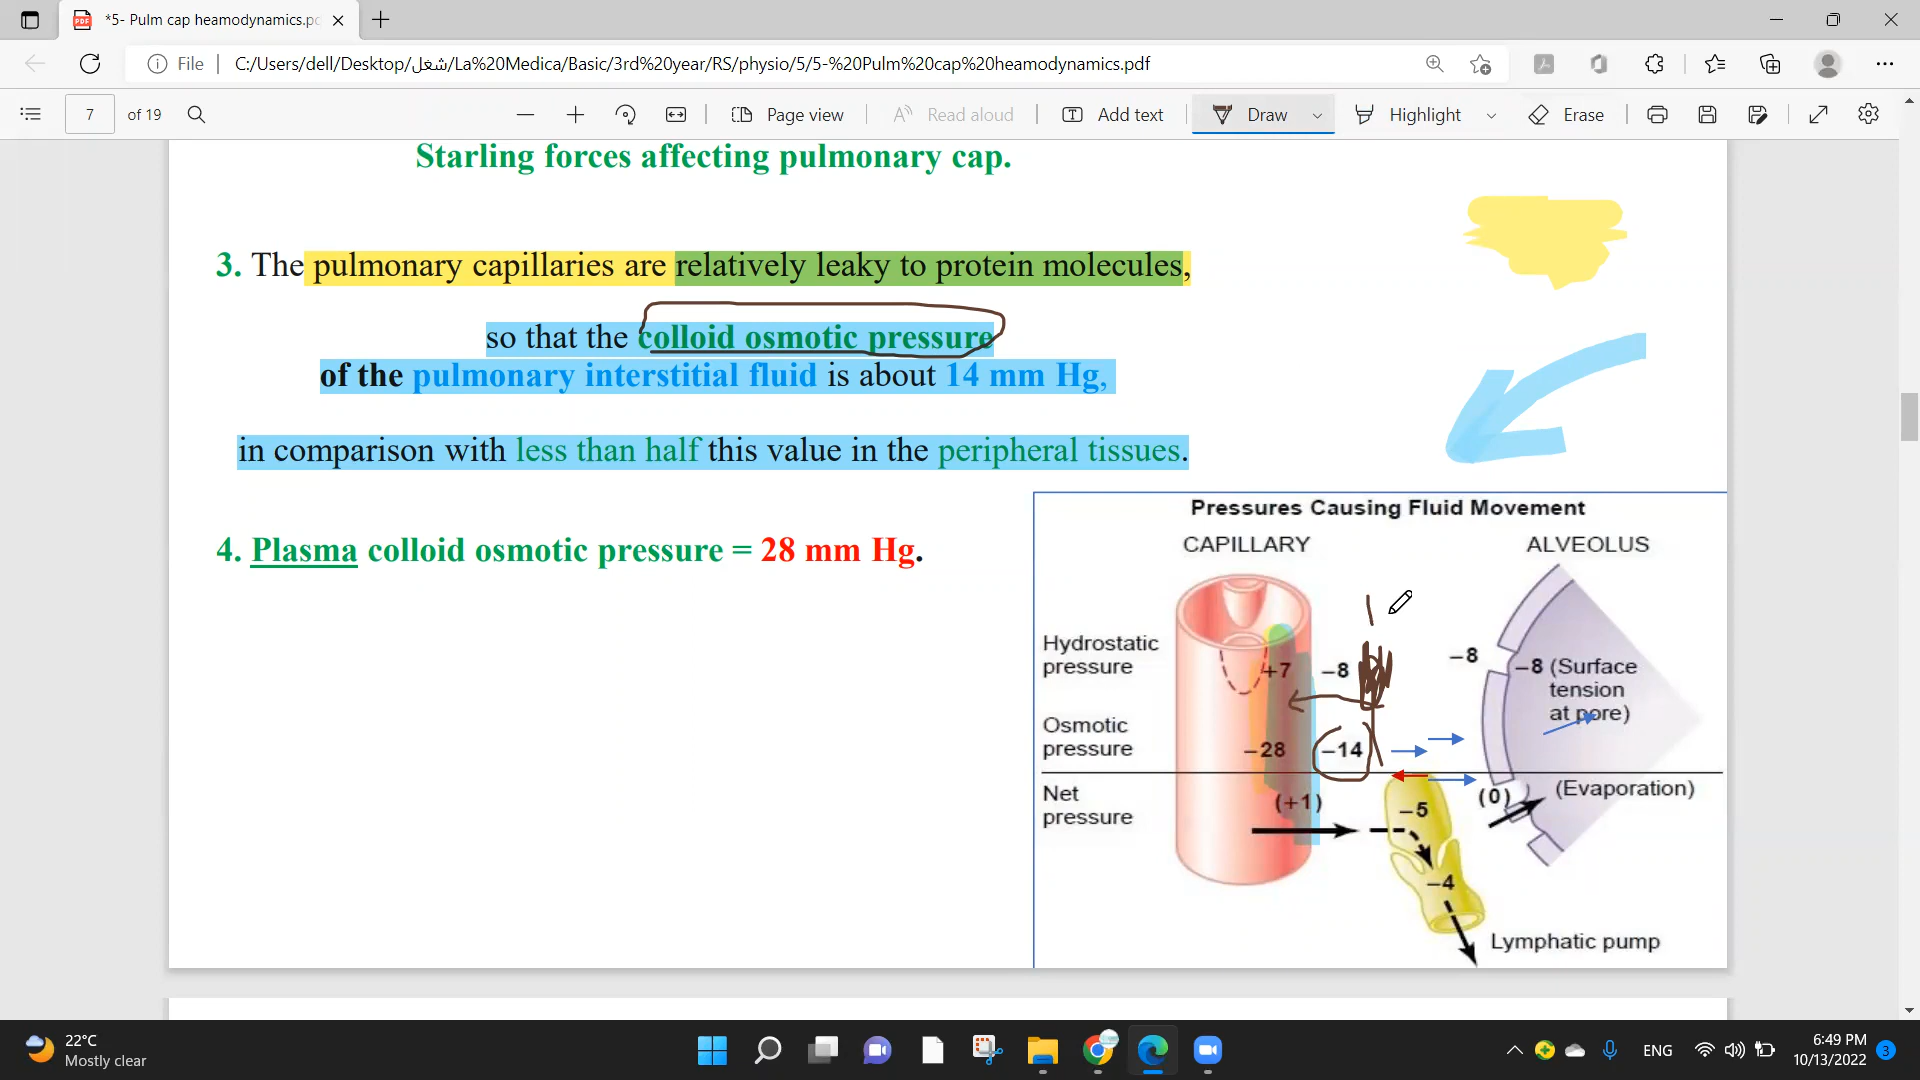 *5- Pulm cap heamodynamics.pd
File
C:/Users/dell/Desktop/شغل/La%20Medica/Basic/3rd%20year/RS/physio/5/5-%20Pulm%20cap%20heamodynamics.pdf
7 of 19
Page view
Read aloud
Add text
Draw
Highlight
Erase
Starling forces affecting pulmonary cap.
3. The pulmonary capillaries are relatively leaky to protein molecules,
so that the colloid osmotic pressure
of the pulmonary interstitial fluid is about 14 mm Hg,
in comparison with less than half this value in the peripheral tissues.
4. Plasma colloid osmotic pressure = 28 mm Hg.
Pressures Causing Fluid Movement
CAPILLARY ALVEOLUS
Hydrostatic
pressure
+7 –8 –8 –8 (Surface
tension
at pore)
Osmotic
pressure
–28 –14
Net
pressure
(+1) –5 (0) (Evaporation)
–4
Lymphatic pump
22°C
Mostly clear
ENG
6:49 PM
10/13/2022
3